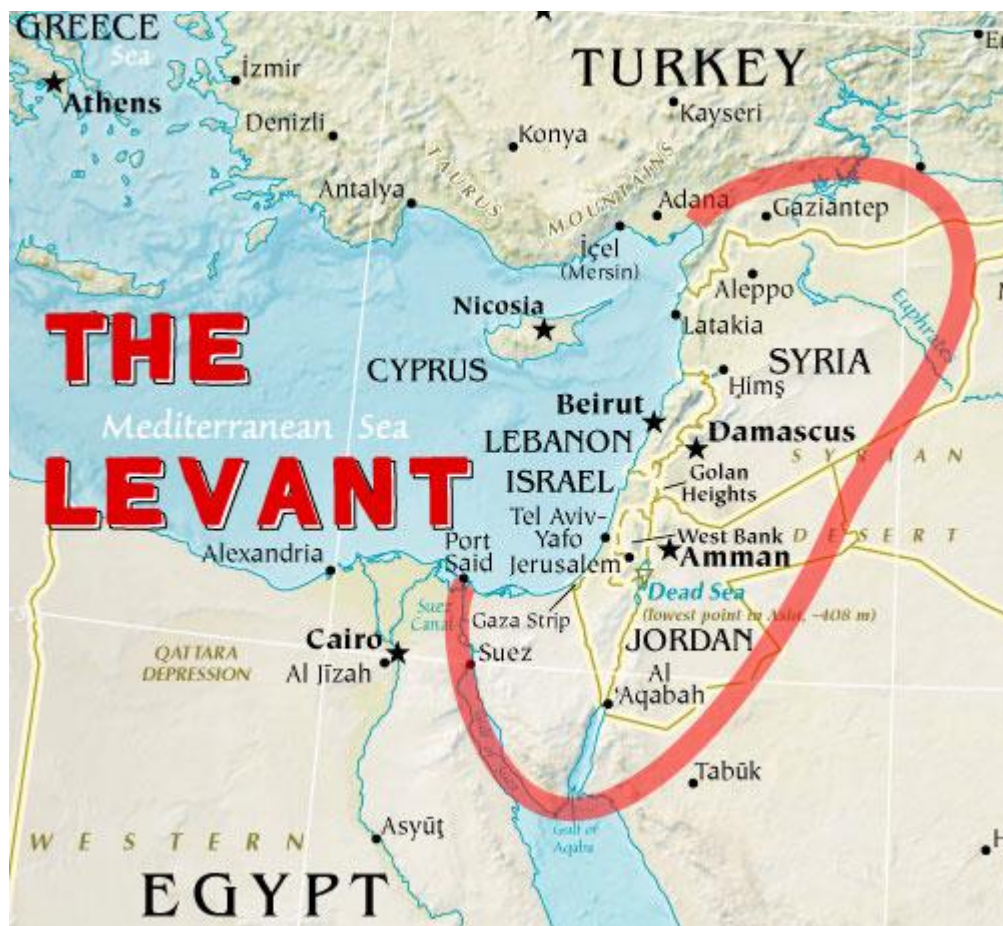 GREECE
Sea
Athens
İzmir
Denizli
Antalya
TURKEY
Kayseri
Konya
TAURUS
MOUNTAINS
Adana
Gaziantep
İçel
(Mersin)
Aleppo
Nicosia
CYPRUS
Latakia
Euphrates
SYRIA
Ḥimş
THE
Mediterranean Sea
LEVANT
Beirut
LEBANON
Damascus
ISRAEL
Golan
Heights
SYRIAN
DESERT
Tel Aviv-
Yafo
West Bank
Jerusalem
Amman
Dead Sea
(lowest point in Asia, -408 m)
Alexandria
Port
Said
Suez
Canal
Gaza Strip
JORDAN
Cairo
Al Jīzah
Suez
QATTARA
DEPRESSION
Al
'Aqabah
Gulf of Suez
Tabūk
Gulf of
Aqaba
Asyūţ
WESTERN
EGYPT